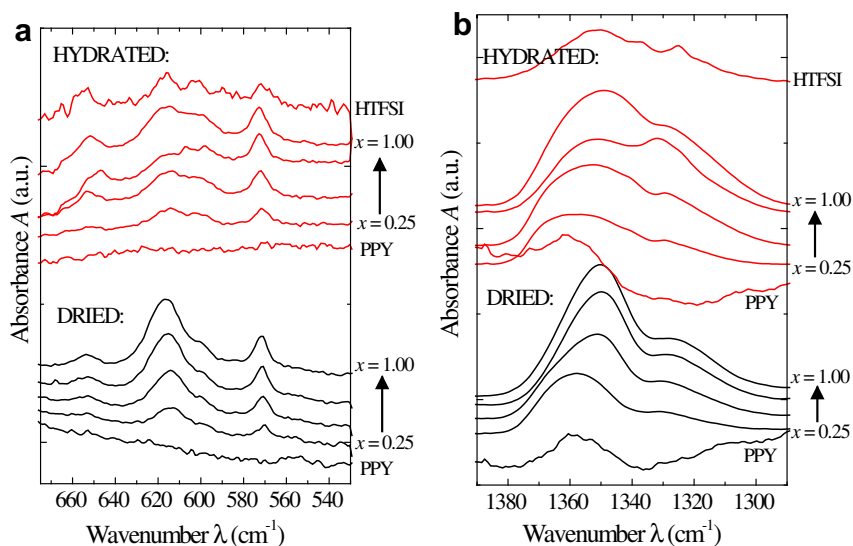 a
HYDRATED:
HTFSI
x = 1.00
x = 0.25
PPY
DRIED:
x = 1.00
x = 0.25
PPY
Absorbance A (a.u.)
660 640 620 600 580 560 540
Wavenumber λ (cm⁻¹)
b
HYDRATED:
HTFSI
x = 1.00
x = 0.25
PPY
DRIED:
x = 1.00
x = 0.25
PPY
Absorbance A (a.u.)
1380 1360 1340 1320 1300
Wavenumber λ (cm⁻¹)